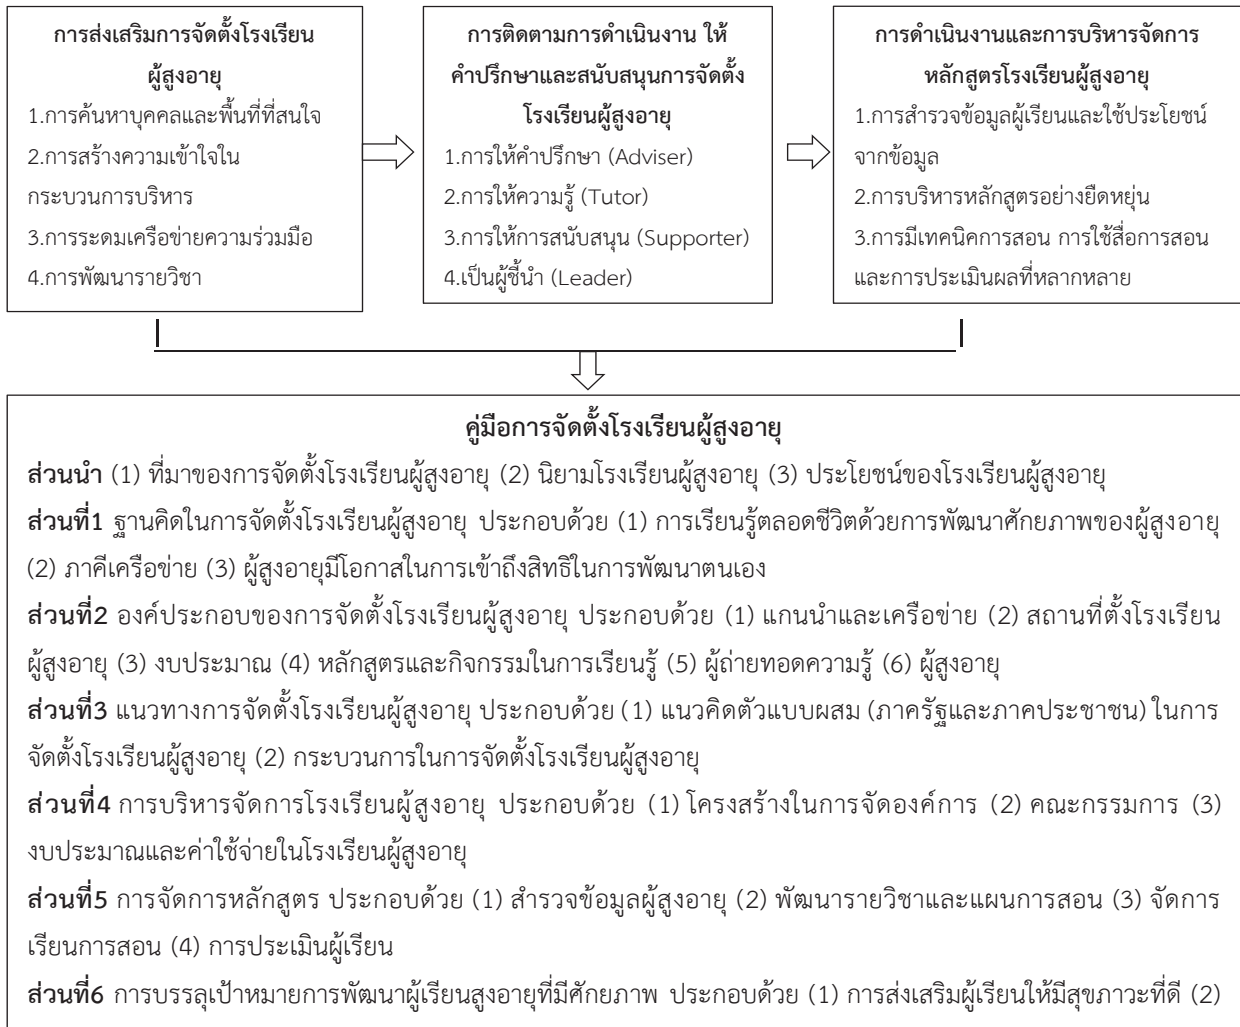 การส่งเสริมการจัดตั้งโรงเรียน
ผู้สูงอายุ
1.การค้นหาบุคคลและพื้นที่ที่สนใจ
2.การสร้างความเข้าใจใน
กระบวนการบริหาร
3.การระดมเครือข่ายความร่วมมือ
4.การพัฒนารายวิชา
การติดตามการดำเนินงาน ให้
คำปรึกษาและสนับสนุนการจัดตั้ง
โรงเรียนผู้สูงอายุ
1.การให้คำปรึกษา (Adviser)
2.การให้ความรู้ (Tutor)
3.การให้การสนับสนุน (Supporter)
4.เป็นผู้ชี้นำ (Leader)
การดำเนินงานและการบริหารจัดการ
หลักสูตรโรงเรียนผู้สูงอายุ
1.การสำรวจข้อมูลผู้เรียนและใช้ประโยชน์
จากข้อมูล
2.การบริหารหลักสูตรอย่างยืดหยุ่น
3.การมีเทคนิคการสอน การใช้สื่อการสอน
และการประเมินผลที่หลากหลาย
คู่มือการจัดตั้งโรงเรียนผู้สูงอายุ
ส่วนนำ (1) ที่มาของการจัดตั้งโรงเรียนผู้สูงอายุ (2) นิยามโรงเรียนผู้สูงอายุ (3) ประโยชน์ของโรงเรียนผู้สูงอายุ
ส่วนที่1 ฐานคิดในการจัดตั้งโรงเรียนผู้สูงอายุ ประกอบด้วย (1) การเรียนรู้ตลอดชีวิตด้วยการพัฒนาศักยภาพของผู้สูงอายุ
(2) ภาคีเครือข่าย (3) ผู้สูงอายุมีโอกาสในการเข้าถึงสิทธิในการพัฒนาตนเอง
ส่วนที่2 องค์ประกอบของการจัดตั้งโรงเรียนผู้สูงอายุ ประกอบด้วย (1) แกนนำและเครือข่าย (2) สถานที่ตั้งโรงเรียน
ผู้สูงอายุ (3) งบประมาณ (4) หลักสูตรและกิจกรรมในการเรียนรู้ (5) ผู้ถ่ายทอดความรู้ (6) ผู้สูงอายุ
ส่วนที่3 แนวทางการจัดตั้งโรงเรียนผู้สูงอายุ ประกอบด้วย (1) แนวคิดตัวแบบผสม (ภาครัฐและภาคประชาชน) ในการ
จัดตั้งโรงเรียนผู้สูงอายุ (2) กระบวนการในการจัดตั้งโรงเรียนผู้สูงอายุ
ส่วนที่4 การบริหารจัดการโรงเรียนผู้สูงอายุ ประกอบด้วย (1) โครงสร้างในการจัดองค์การ (2) คณะกรรมการ (3)
งบประมาณและค่าใช้จ่ายในโรงเรียนผู้สูงอายุ
ส่วนที่5 การจัดการหลักสูตร ประกอบด้วย (1) สำรวจข้อมูลผู้สูงอายุ (2) พัฒนารายวิชาและแผนการสอน (3) จัดการ
เรียนการสอน (4) การประเมินผู้เรียน
ส่วนที่6 การบรรลุเป้าหมายการพัฒนาผู้เรียนสูงอายุที่มีศักยภาพ ประกอบด้วย (1) การส่งเสริมผู้เรียนให้มีสุขภาวะที่ดี (2)